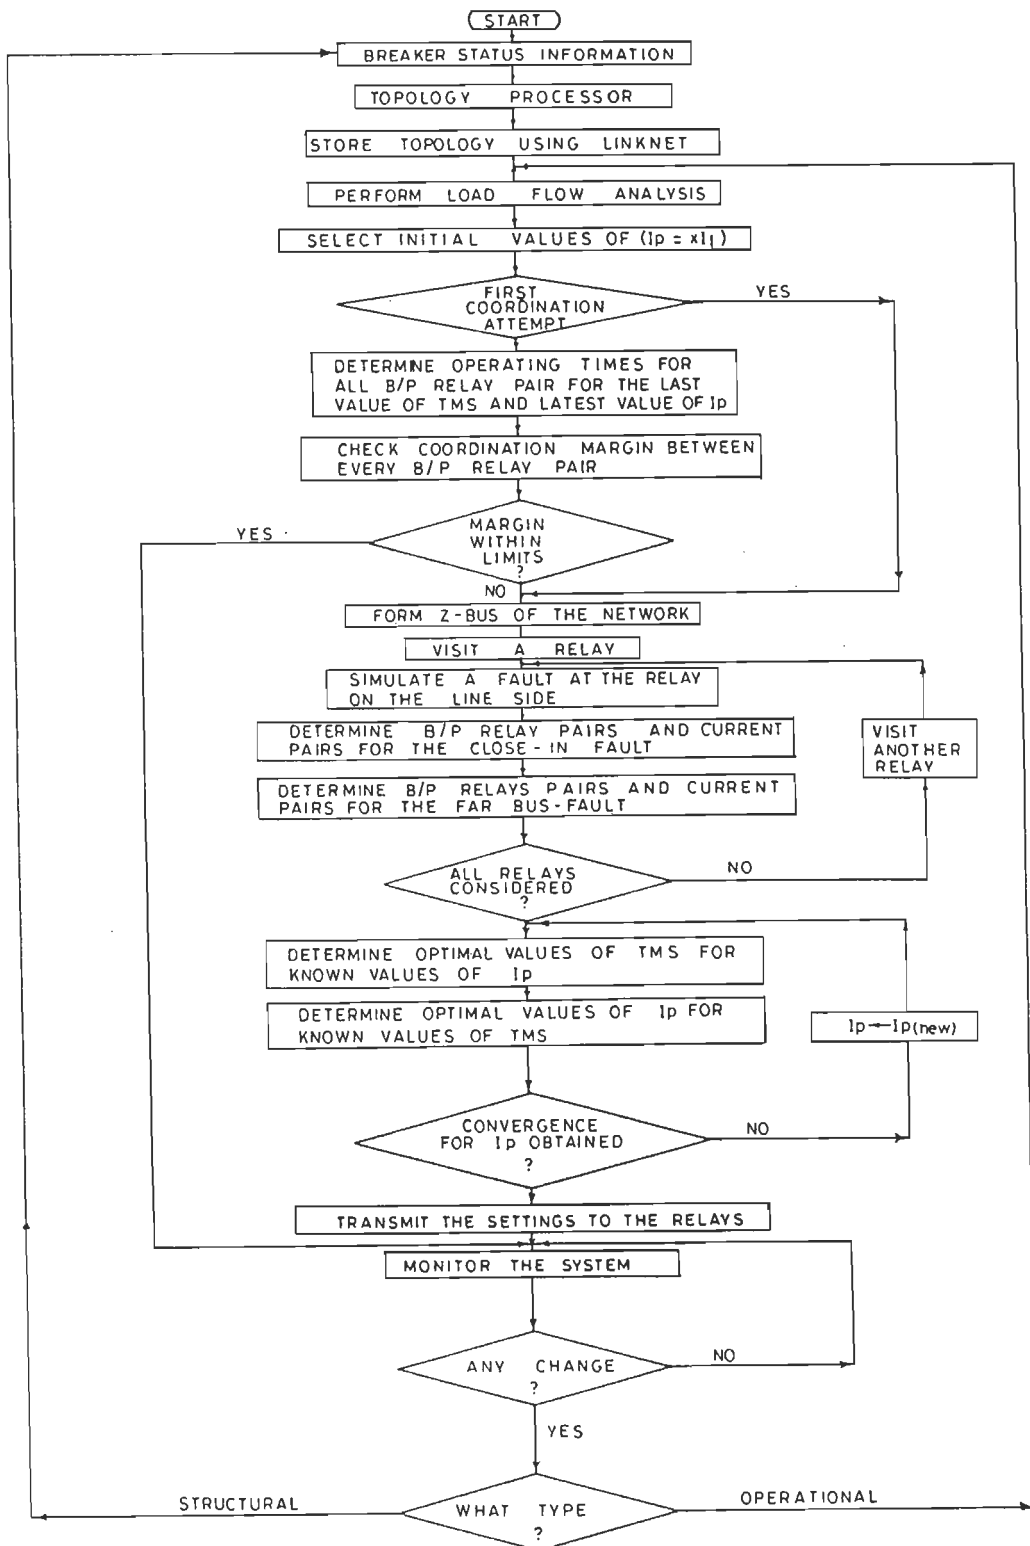 START
BREAKER STATUS INFORMATION
TOPOLOGY PROCESSOR
STORE TOPOLOGY USING LINKNET
PERFORM LOAD FLOW ANALYSIS
SELECT INITIAL VALUES OF (Ip = xIl)
FIRST
COORDINATION
ATTEMPT
YES
DETERMINE OPERATING TIMES FOR
ALL B/P RELAY PAIR FOR THE LAST
VALUE OF TMS AND LATEST VALUE OF Ip
CHECK COORDINATION MARGIN BETWEEN
EVERY B/P RELAY PAIR
YES
MARGIN
WITHIN
LIMITS
?
NO
FORM Z-BUS OF THE NETWORK
VISIT A RELAY
SIMULATE A FAULT AT THE RELAY
ON THE LINE SIDE
DETERMINE B/P RELAY PAIRS AND CURRENT
PAIRS FOR THE CLOSE-IN FAULT
VISIT
ANOTHER
RELAY
DETERMINE B/P RELAYS PAIRS AND CURRENT
PAIRS FOR THE FAR BUS-FAULT
ALL RELAYS
CONSIDERED
?
NO
DETERMINE OPTIMAL VALUES OF TMS FOR
KNOWN VALUES OF Ip
DETERMINE OPTIMAL VALUES OF Ip FOR
KNOWN VALUES OF TMS
Ip←Ip(new)
CONVERGENCE
FOR Ip OBTAINED
?
NO
TRANSMIT THE SETTINGS TO THE RELAYS
MONITOR THE SYSTEM
ANY CHANGE
?
NO
YES
STRUCTURAL
WHAT TYPE
?
OPERATIONAL